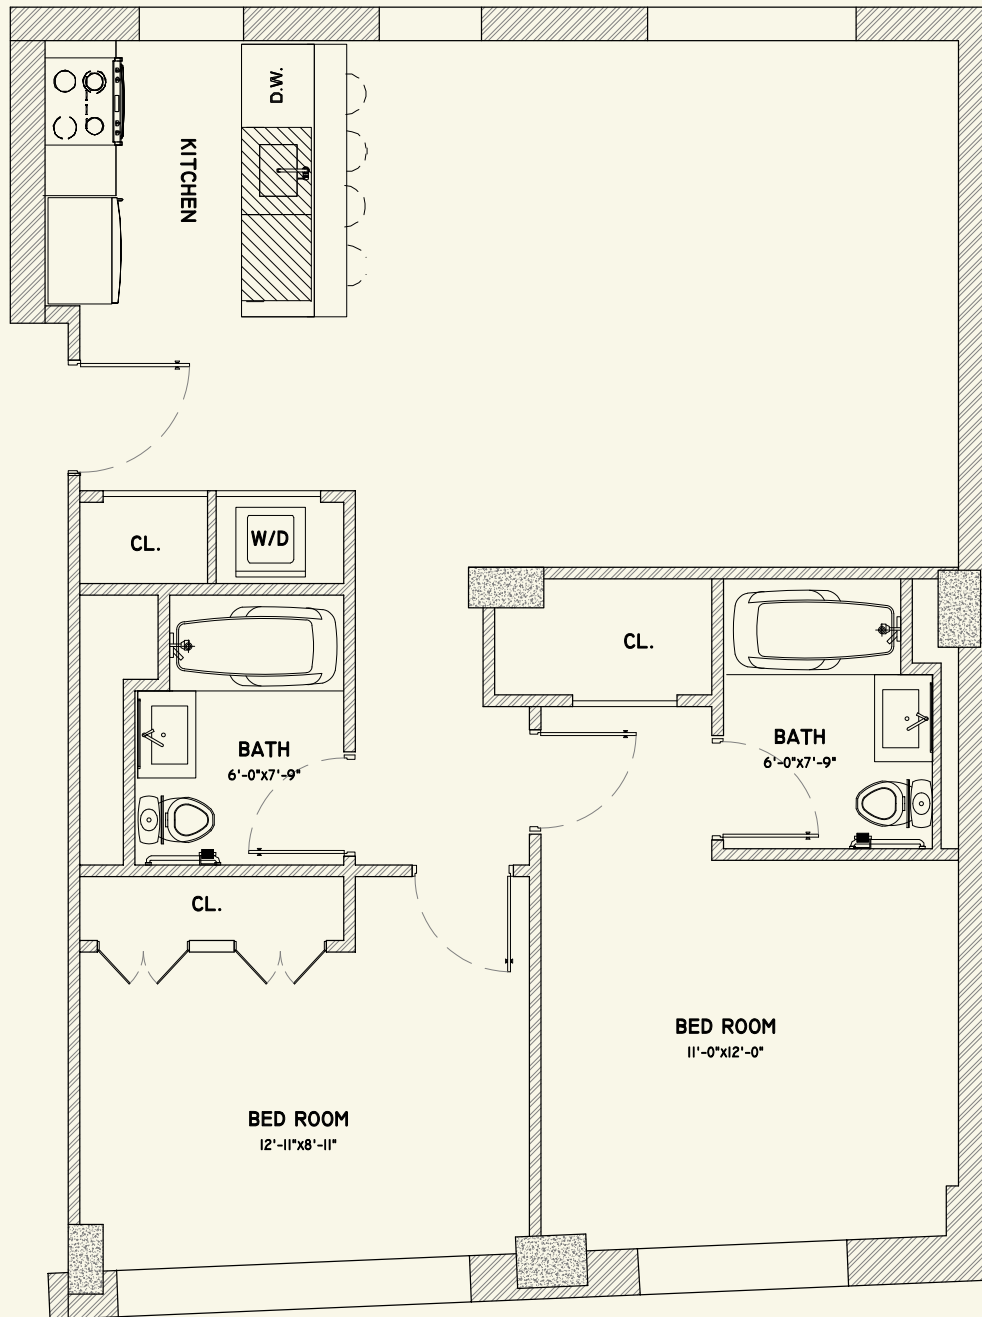 D.W.
KITCHEN
CL.
W/D
CL.
BATH
6'-0"x7'-9"
BATH
6'-0"x7'-9"
CL.
BED ROOM
11'-0"x12'-0"
BED ROOM
12'-11"x8'-11"